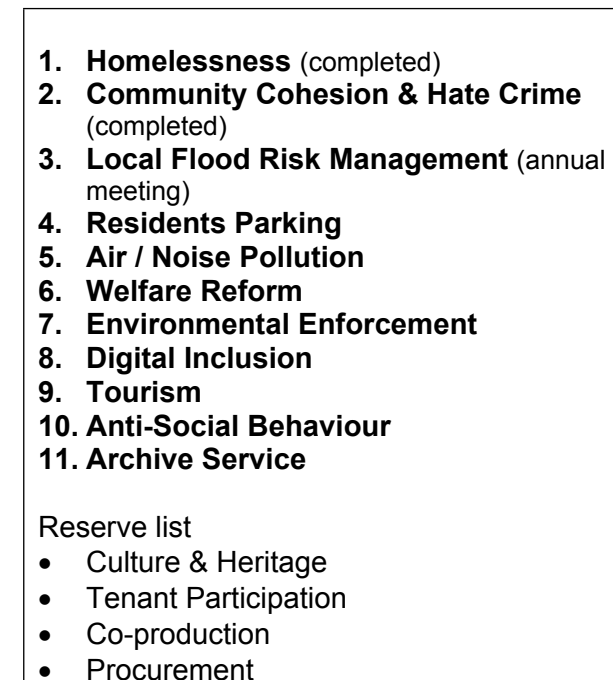 1. Homelessness (completed)
2. Community Cohesion & Hate Crime
(completed)
3. Local Flood Risk Management (annual
meeting)
4. Residents Parking
5. Air / Noise Pollution
6. Welfare Reform
7. Environmental Enforcement
8. Digital Inclusion
9. Tourism
10. Anti-Social Behaviour
11. Archive Service
Reserve list
• Culture & Heritage
• Tenant Participation
• Co-production
• Procurement